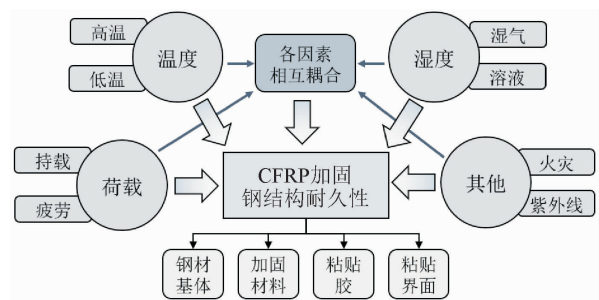 高温
温度
低温
各因素
相互耦合
湿气
湿度
溶液
持载
荷载
疲劳
CFRP加固
钢结构耐久性
火灾
其他
紫外线
钢材
基体
加固
材料
粘贴
胶
粘贴
界面